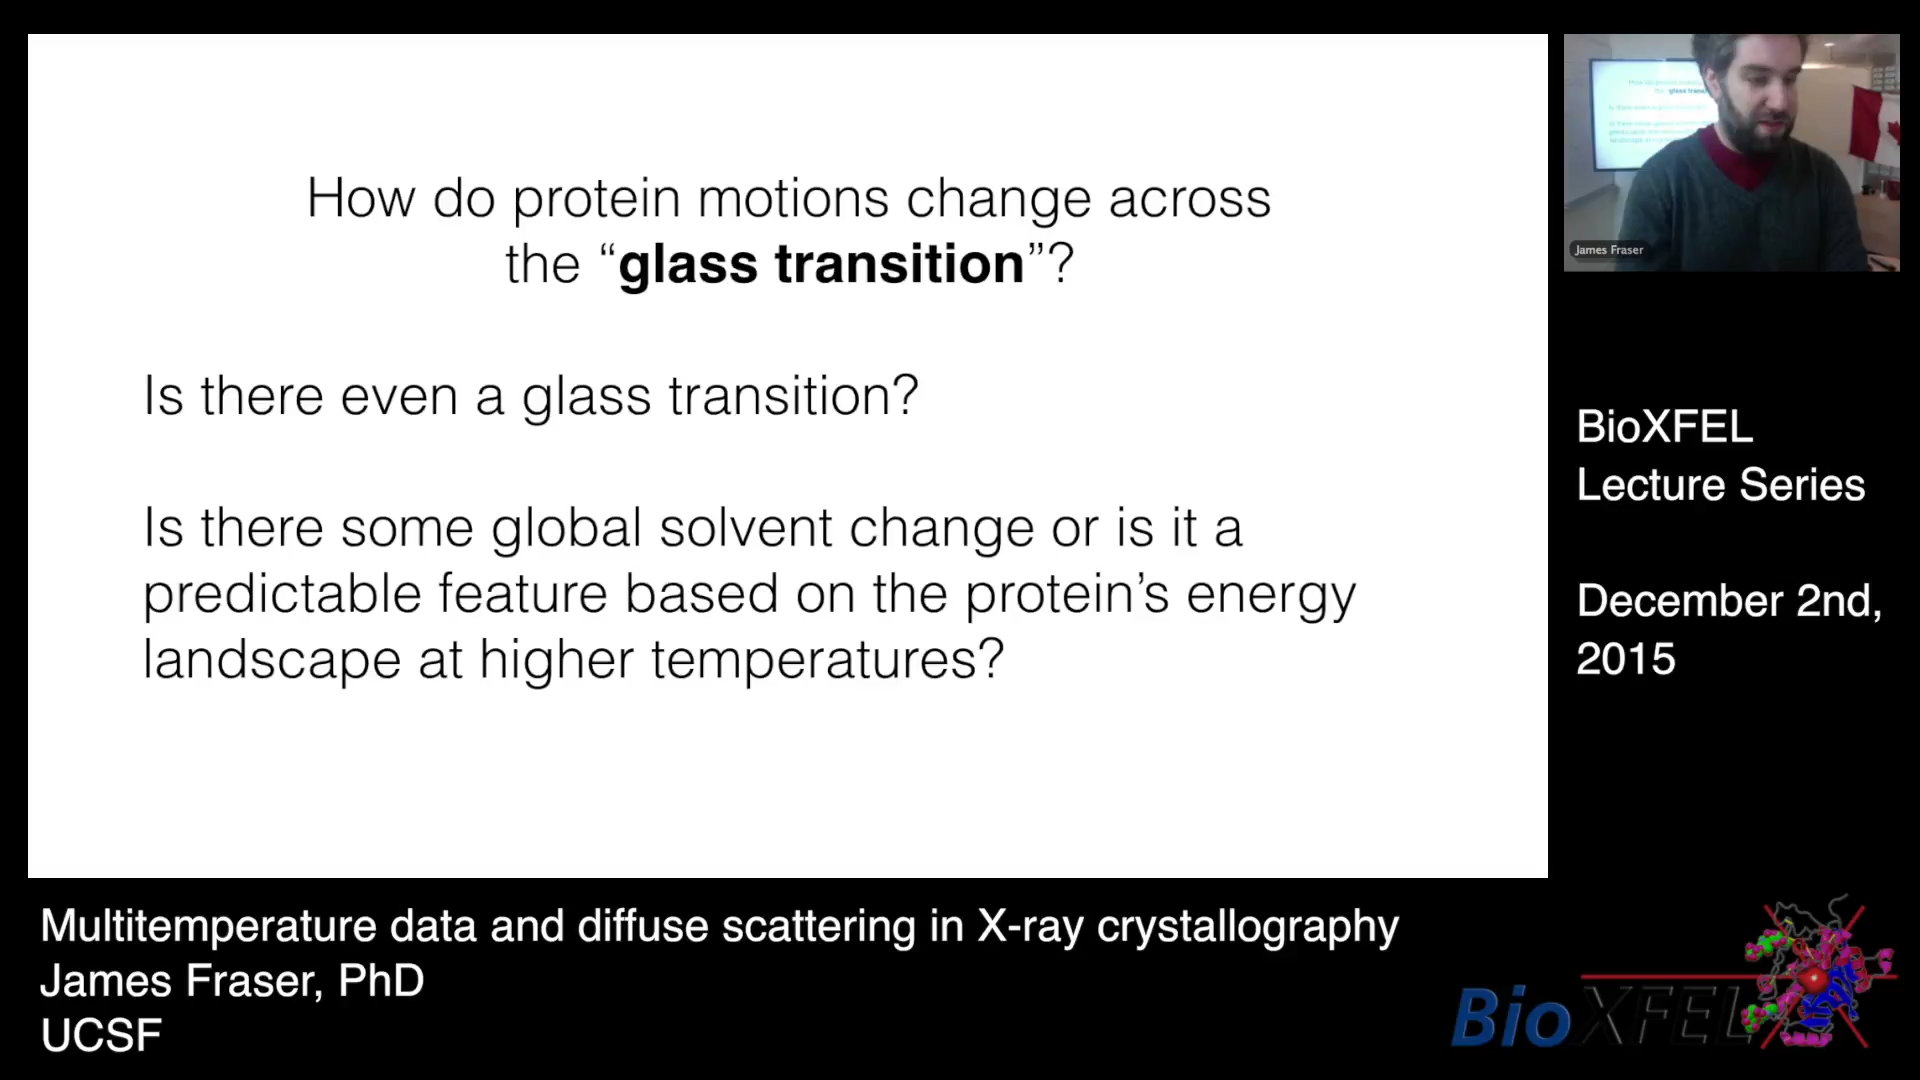 How do protein motions change across
the “glass transition”?
Is there even a glass transition?
Is there some global solvent change or is it a
predictable feature based on the protein’s energy
landscape at higher temperatures?
James Fraser
BioXFEL
Lecture Series
December 2nd,
2015
Multitemperature data and diffuse scattering in X-ray crystallography
James Fraser, PhD
UCSF
BioXFEL